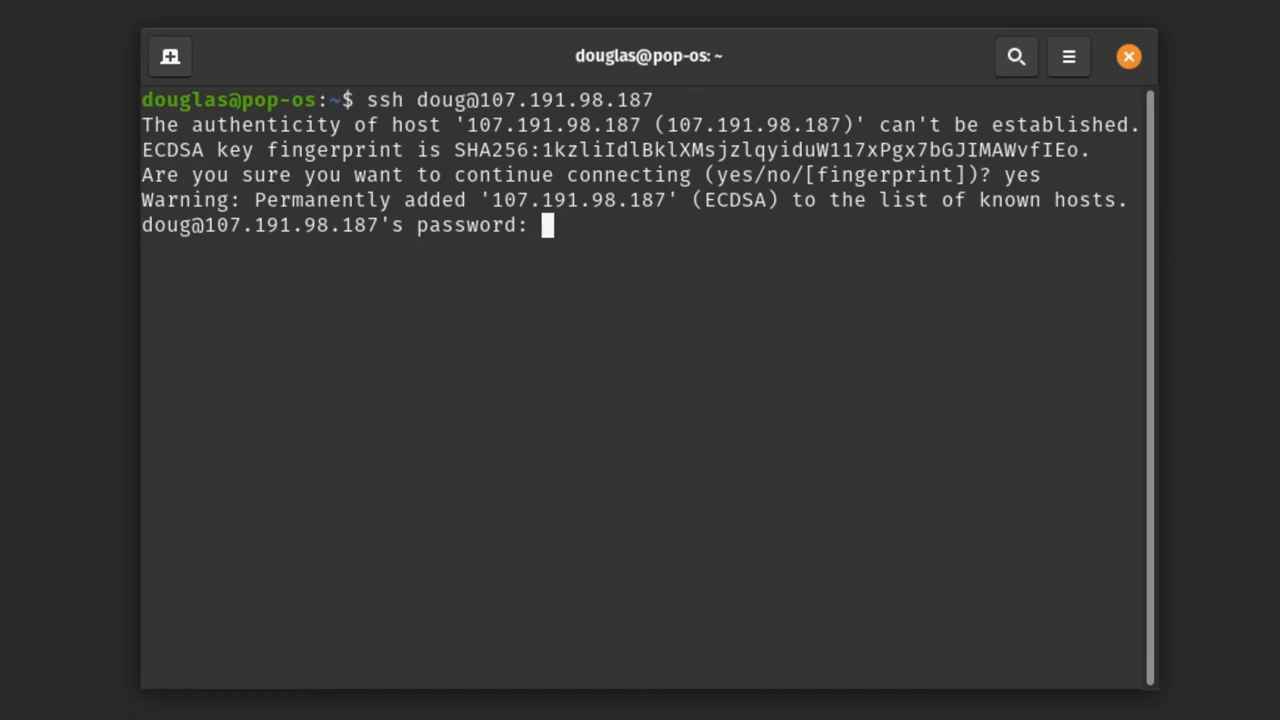 douglas@pop-os: ~
douglas@pop-os:~$ ssh doug@107.191.98.187
The authenticity of host '107.191.98.187 (107.191.98.187)' can't be established.
ECDSA key fingerprint is SHA256:1kzliIdlBklXMsjzlqyiduW117xPgx7bGJIMAWvfIEo.
Are you sure you want to continue connecting (yes/no/[fingerprint])? yes
Warning: Permanently added '107.191.98.187' (ECDSA) to the list of known hosts.
doug@107.191.98.187's password: